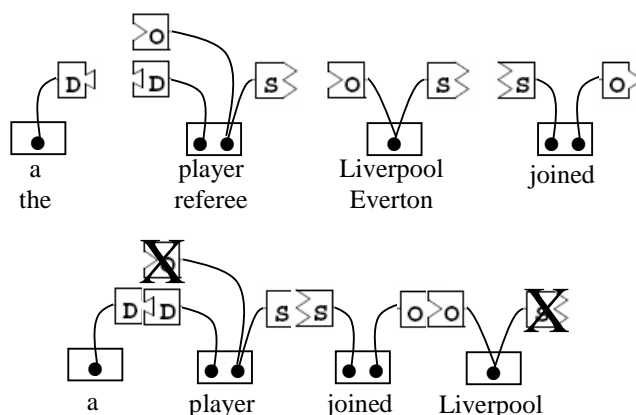 O
D D S O S S O
a player Liverpool joined
the referee Everton
O
D D S S O O S
a player joined Liverpool